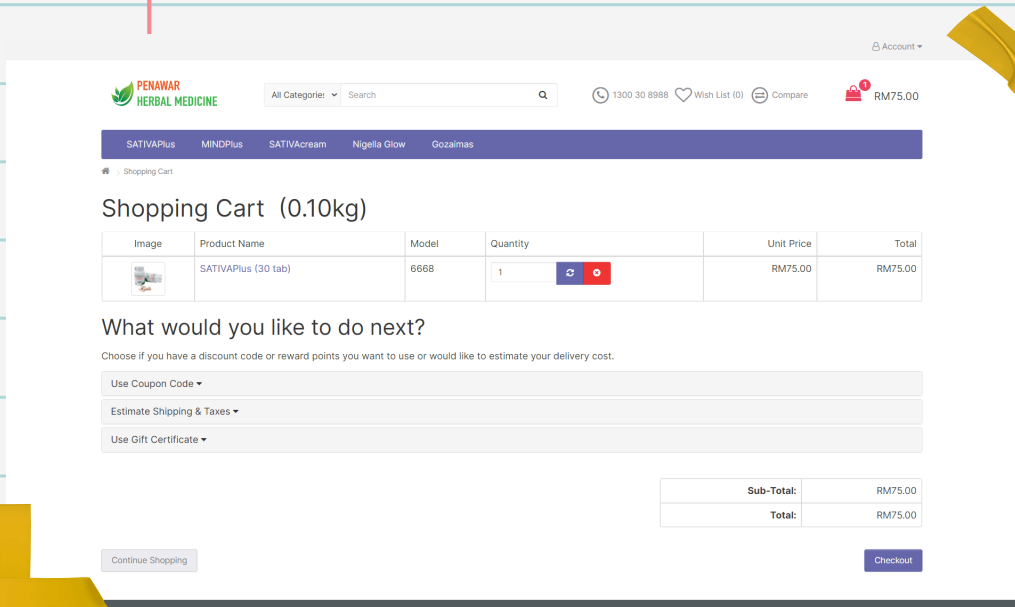 Account
PENAWAR
HERBAL MEDICINE
All Categories Search 1300 30 8988 Wish List (0) Compare 1 RM75.00
SATIVAPlus MINDPlus SATIVAcream Nigella Glow Gozaimas
Shopping Cart
Shopping Cart (0.10kg)
Image Product Name Model Quantity Unit Price Total
SATIVAPlus (30 tab) 6668 1 RM75.00 RM75.00
What would you like to do next?
Choose if you have a discount code or reward points you want to use or would like to estimate your delivery cost.
Use Coupon Code
Estimate Shipping & Taxes
Use Gift Certificate
Sub-Total: RM75.00
Total: RM75.00
Continue Shopping Checkout